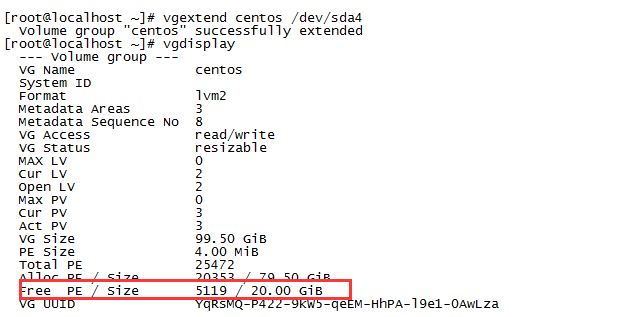 [root@localhost ~]# vgextend centos /dev/sda4
Volume group "centos" successfully extended
[root@localhost ~]# vgdisplay
--- Volume group ---
VG Name centos
System ID
Format lvm2
Metadata Areas 3
Metadata Sequence No 8
VG Access read/write
VG Status resizable
MAX LV 0
Cur LV 2
Open LV 2
Max PV 0
Cur PV 3
Act PV 3
VG Size 99.50 GiB
PE Size 4.00 MiB
Total PE 25472
Alloc PE / Size 20353 / 79.50 GiB
Free PE / Size 5119 / 20.00 GiB
VG UUID YqRsMQ-P422-9kW5-qeEM-HhPA-l9e1-OAwLza